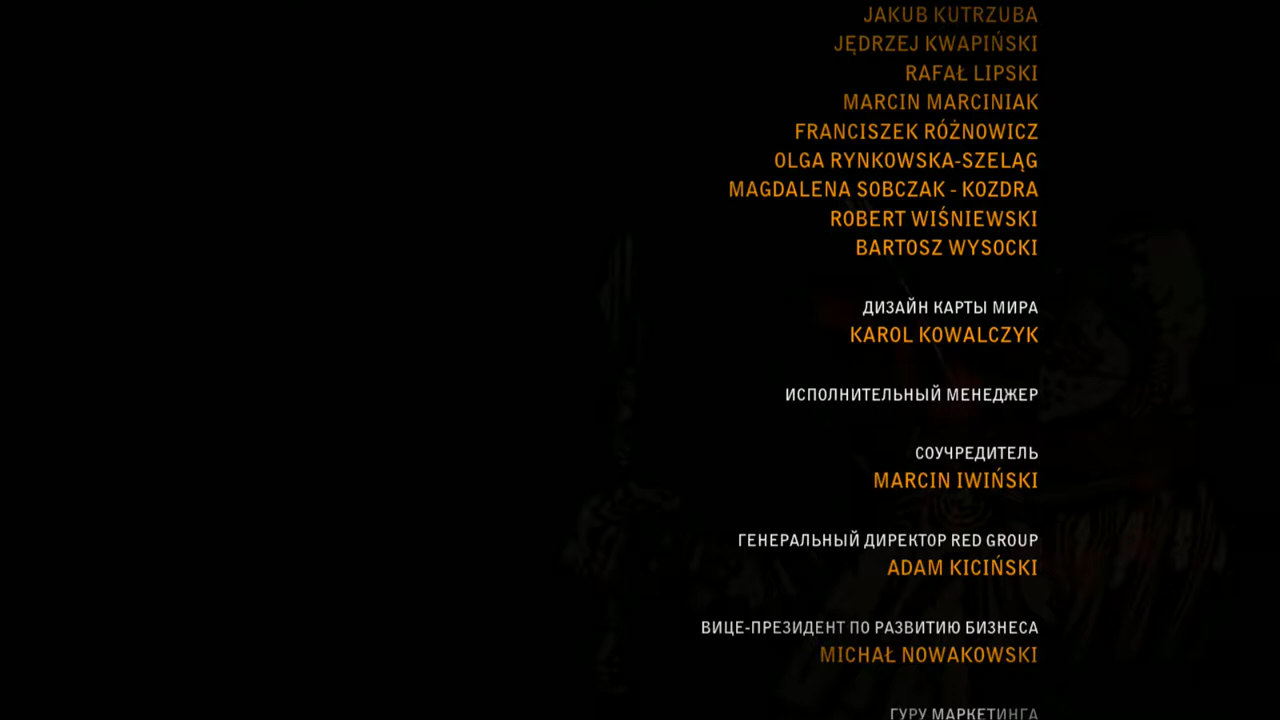 JAKUB KUTRZUBA
JĘDRZEJ KWAPIŃSKI
RAFAŁ LIPSKI
MARCIN MARCINIAK
FRANCISZEK RÓŻNOWICZ
OLGA RYNKOWSKA-SZELĄG
MAGDALENA SOBCZAK - KOZDRA
ROBERT WIŚNIEWSKI
BARTOSZ WYSOCKI
ДИЗАЙН КАРТЫ МИРА
KAROL KOWALCZYK
ИСПОЛНИТЕЛЬНЫЙ МЕНЕДЖЕР
СОУЧРЕДИТЕЛЬ
MARCIN IWIŃSKI
ГЕНЕРАЛЬНЫЙ ДИРЕКТОР RED GROUP
ADAM KICIŃSKI
ВИЦЕ-ПРЕЗИДЕНТ ПО РАЗВИТИЮ БИЗНЕСА
MICHAŁ NOWAKOWSKI
ГУРУ МАРКЕТИНГА